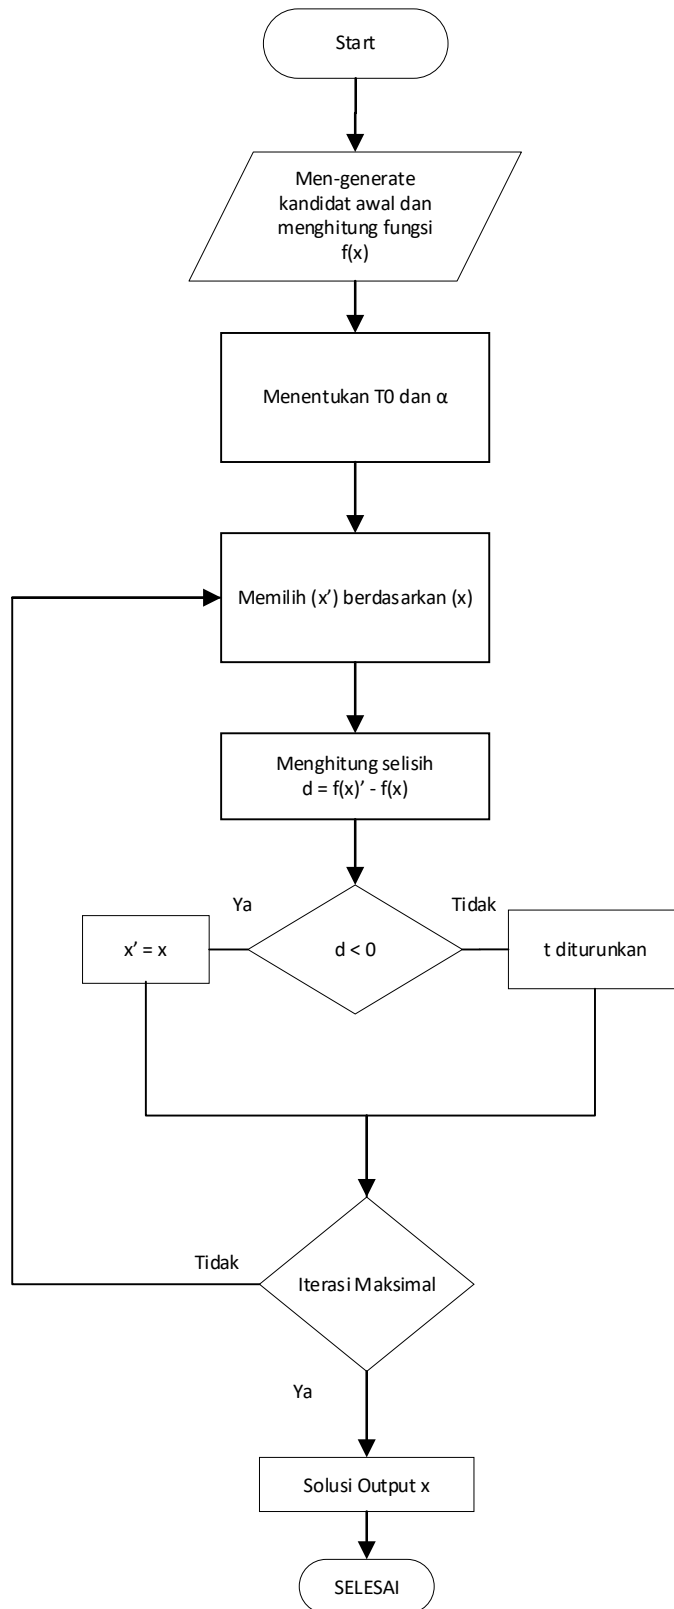 Start
Men-generate
kandidat awal dan
menghitung fungsi
f(x)
Menentukan T0 dan α
Memilih (x’) berdasarkan (x)
Menghitung selisih
d = f(x)’ - f(x)
Ya
Tidak
x’ = x
d < 0
t diturunkan
Tidak
Iterasi Maksimal
Ya
Solusi Output x
SELESAI